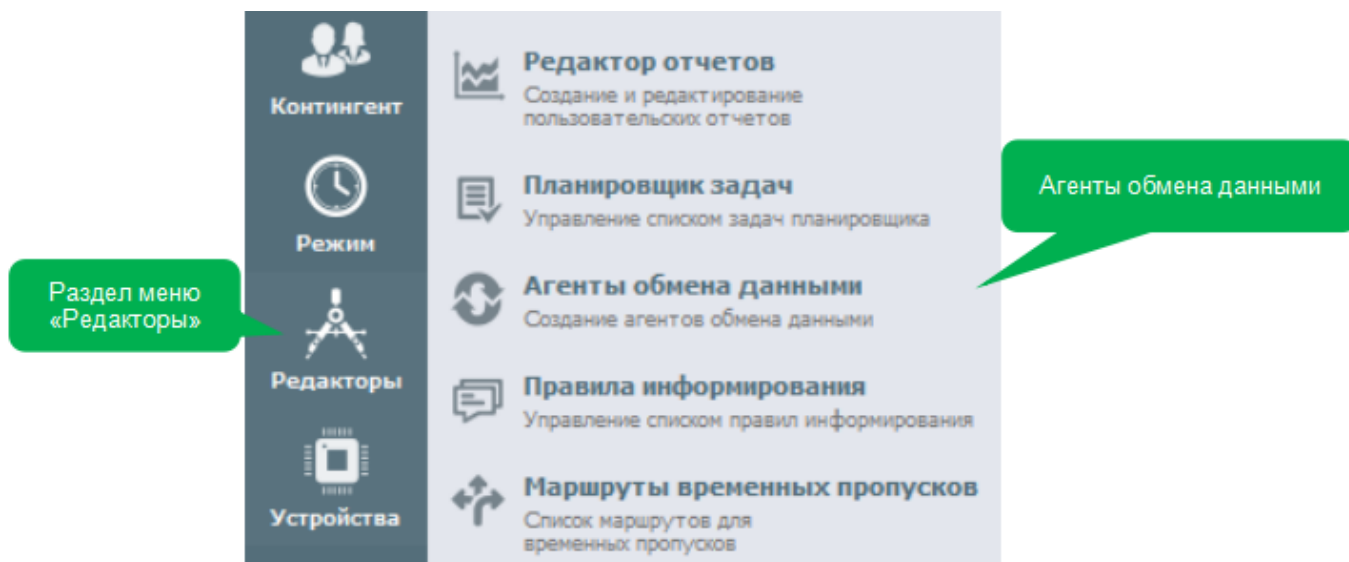 Контингент
Режим
Раздел меню
«Редакторы»
Редакторы
Устройства
Редактор отчетов
Создание и редактирование
пользовательских отчетов
Планировщик задач
Управление списком задач планировщика
Агенты обмена данными
Создание агентов обмена данными
Правила информирования
Управление списком правил информирования
Маршруты временных пропусков
Список маршрутов для
временных пропусков
Агенты обмена данными